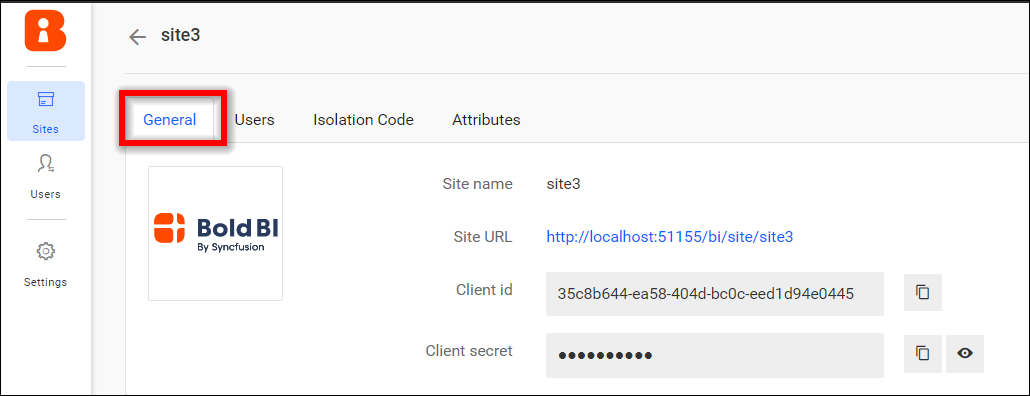 site3
Sites
Users
Settings
General Users Isolation Code Attributes
Bold BI
By Syncfusion
Site name site3
Site URL http://localhost:51155/bi/site/site3
Client id 35c8b644-ea58-404d-bc0c-eed1d94e0445
Client secret ••••••••••